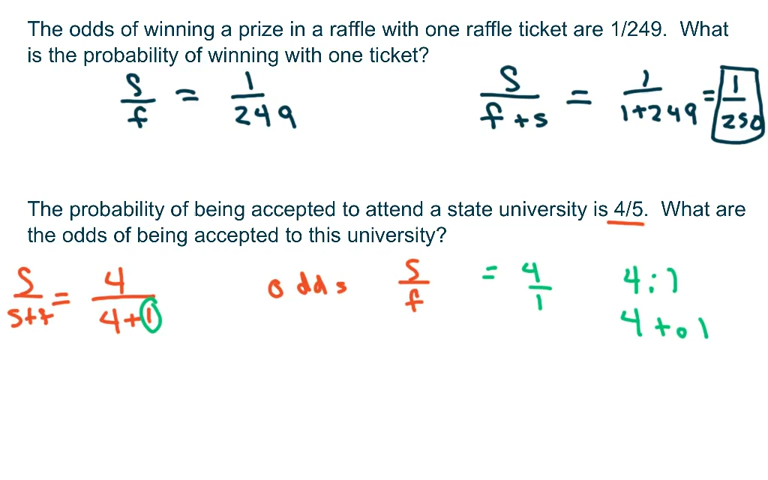 The odds of winning a prize in a raffle with one raffle ticket are 1/249. What
is the probability of winning with one ticket?
s/f = 1/249 s/f+s = 1/1+249 = 1/250
The probability of being accepted to attend a state university is 4/5. What are
the odds of being accepted to this university?
s/s+f = 4/4+1 odds s/f = 4/1 4:1
4 to 1